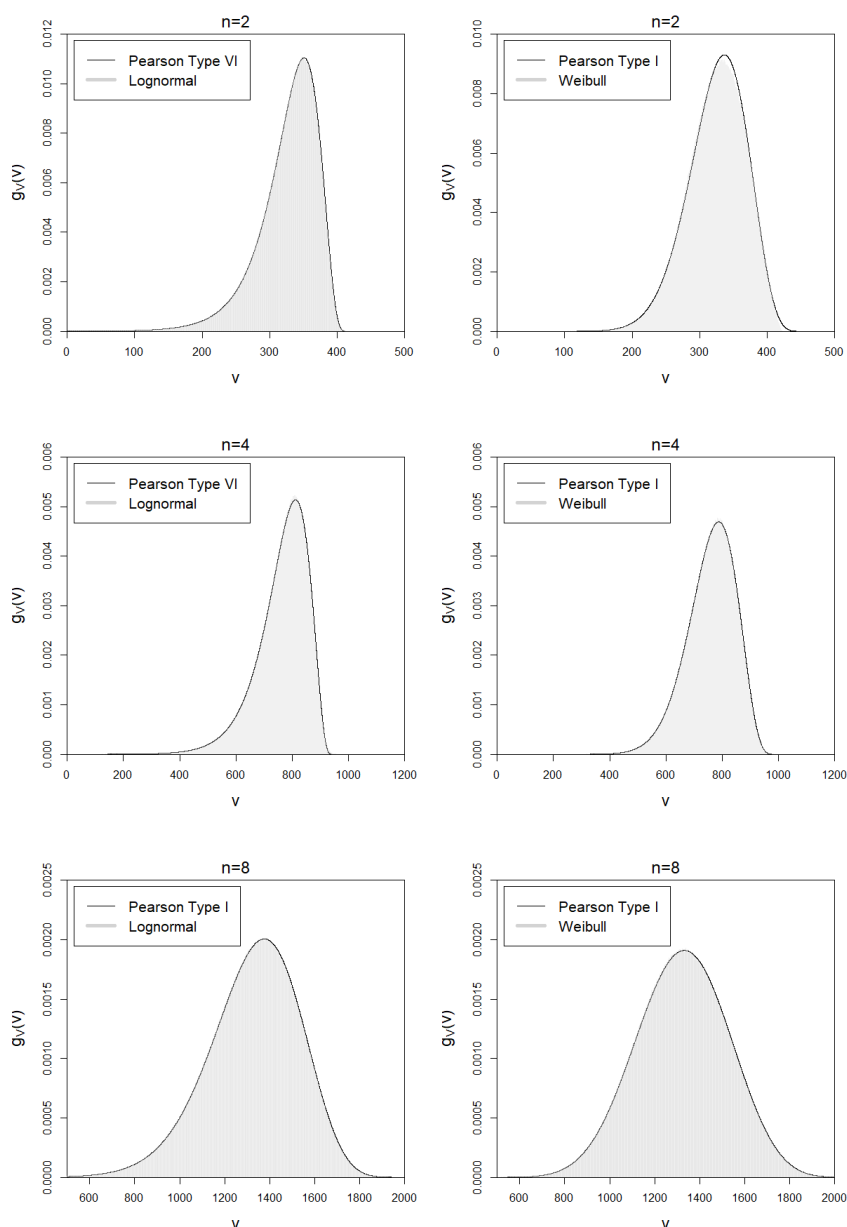 n=2
Pearson Type VI
Lognormal
gV(v)
0.000 0.002 0.004 0.006 0.008 0.010 0.012
0 100 200 300 400 500
v
n=2
Pearson Type I
Weibull
gV(v)
0.000 0.002 0.004 0.006 0.008 0.010
0 100 200 300 400 500
v
n=4
Pearson Type VI
Lognormal
gV(v)
0.000 0.001 0.002 0.003 0.004 0.005 0.006
0 200 400 600 800 1000 1200
v
n=4
Pearson Type I
Weibull
gV(v)
0.000 0.001 0.002 0.003 0.004 0.005 0.006
0 200 400 600 800 1000 1200
v
n=8
Pearson Type I
Lognormal
gV(v)
0.0000 0.0005 0.0010 0.0015 0.0020 0.0025
600 800 1000 1200 1400 1600 1800 2000
v
n=8
Pearson Type I
Weibull
gV(v)
0.0000 0.0005 0.0010 0.0015 0.0020 0.0025
600 800 1000 1200 1400 1600 1800 2000
v